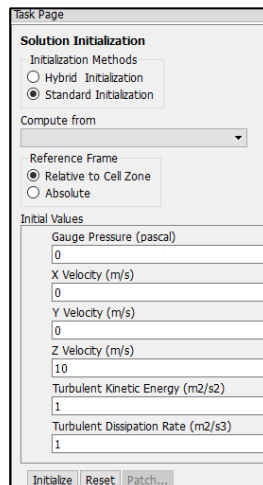 Task Page
Solution Initialization
Initialization Methods
Hybrid Initialization
Standard Initialization
Compute from
Reference Frame
Relative to Cell Zone
Absolute
Initial Values
Gauge Pressure (pascal)
0
X Velocity (m/s)
0
Y Velocity (m/s)
0
Z Velocity (m/s)
10
Turbulent Kinetic Energy (m2/s2)
1
Turbulent Dissipation Rate (m2/s3)
1
Initialize Reset Patch...